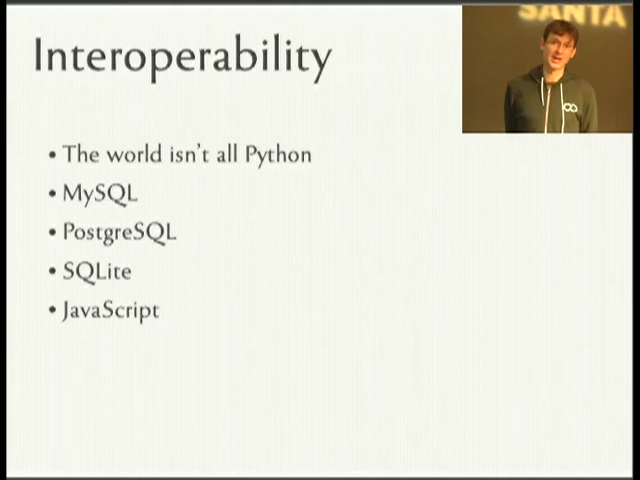 Interoperability
SANTA
• The world isn't all Python
• MySQL
• PostgreSQL
• SQLite
• JavaScript